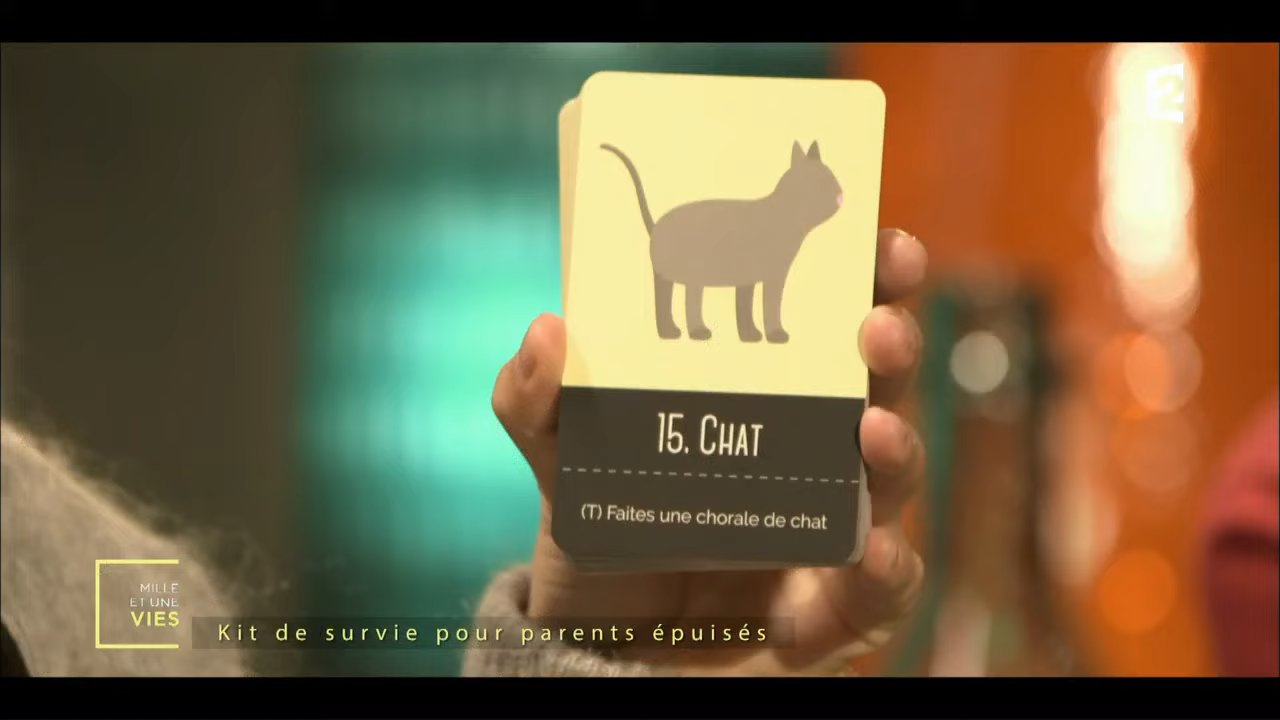 2
15. CHAT
(T) Faites une chorale de chat
MILLE
ET UNE
VIES
Kit de survie pour parents épuisés